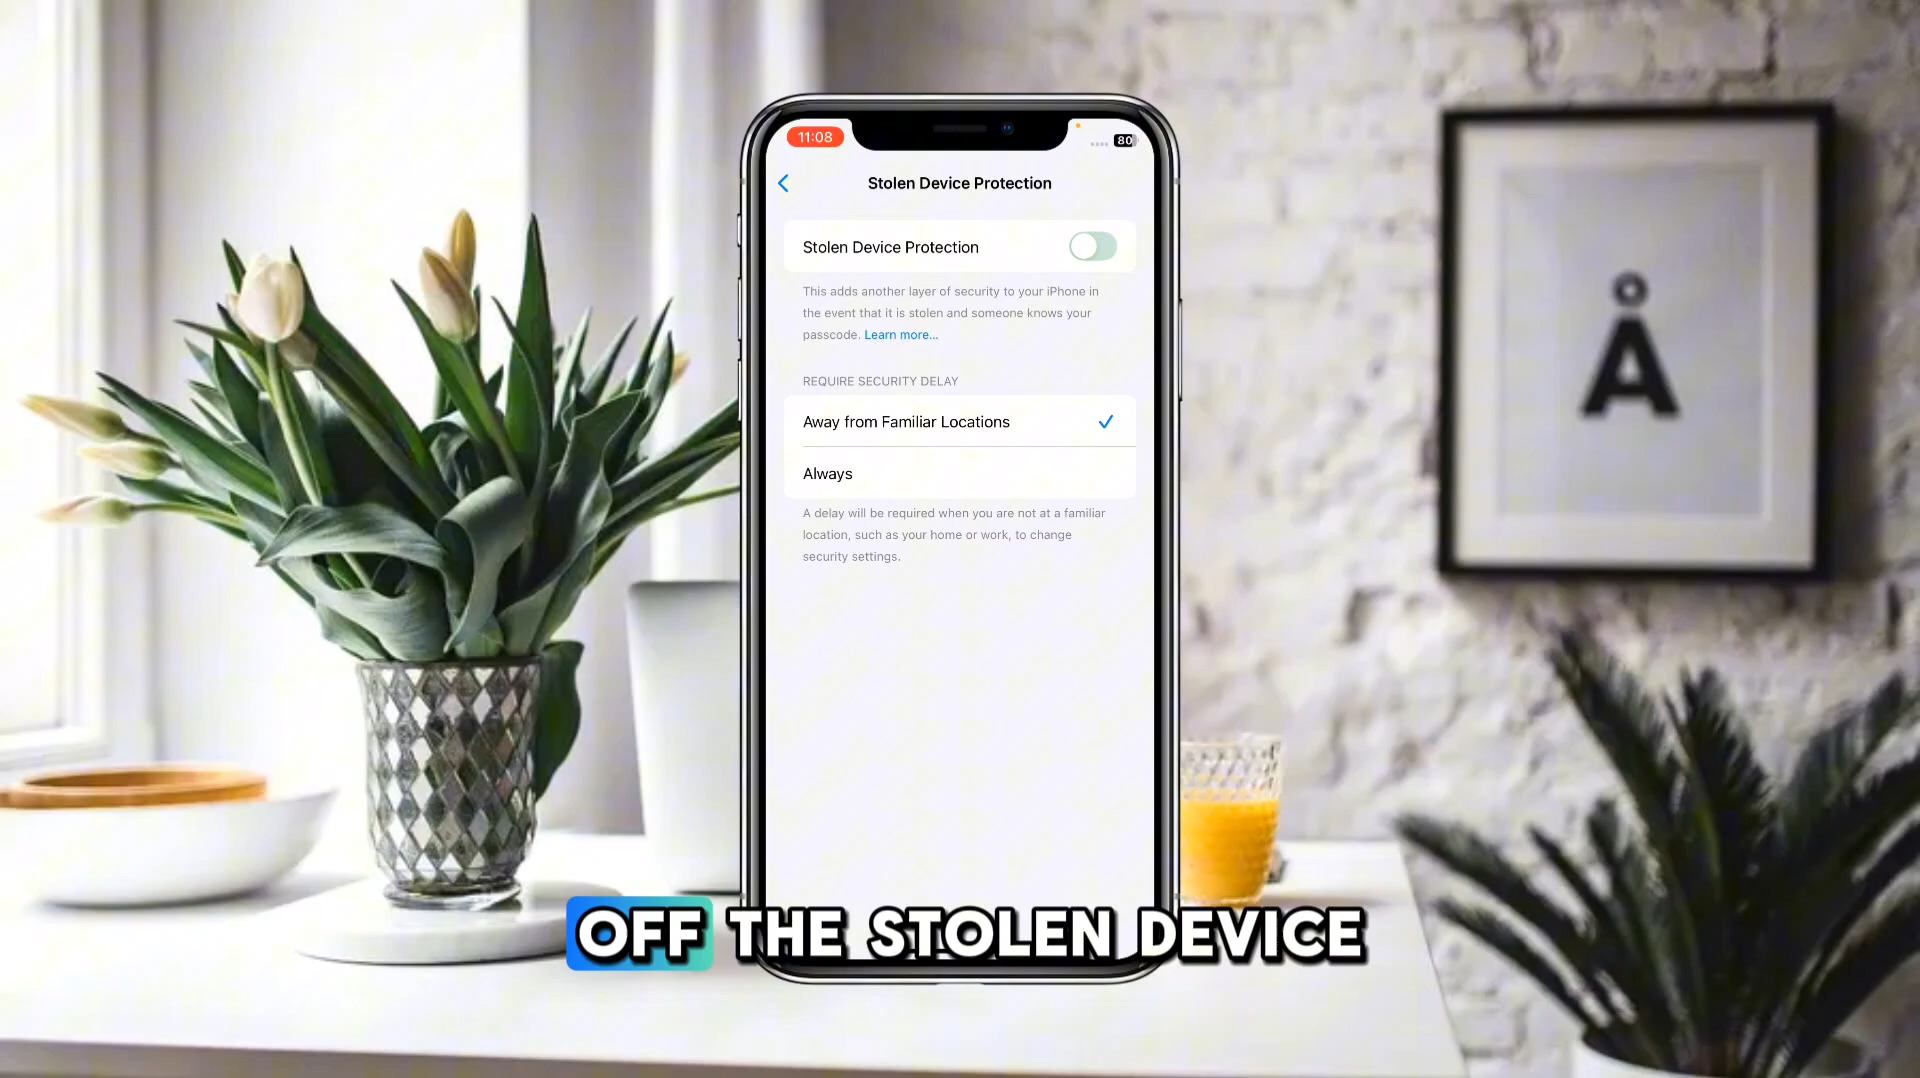 11:08
80
Stolen Device Protection
Stolen Device Protection
This adds another layer of security to your iPhone in
the event that it is stolen and someone knows your
passcode. Learn more...
REQUIRE SECURITY DELAY
Away from Familiar Locations
Always
A delay will be required when you are not at a familiar
location, such as your home or work, to change
security settings.
Å
OFF THE STOLEN DEVICE